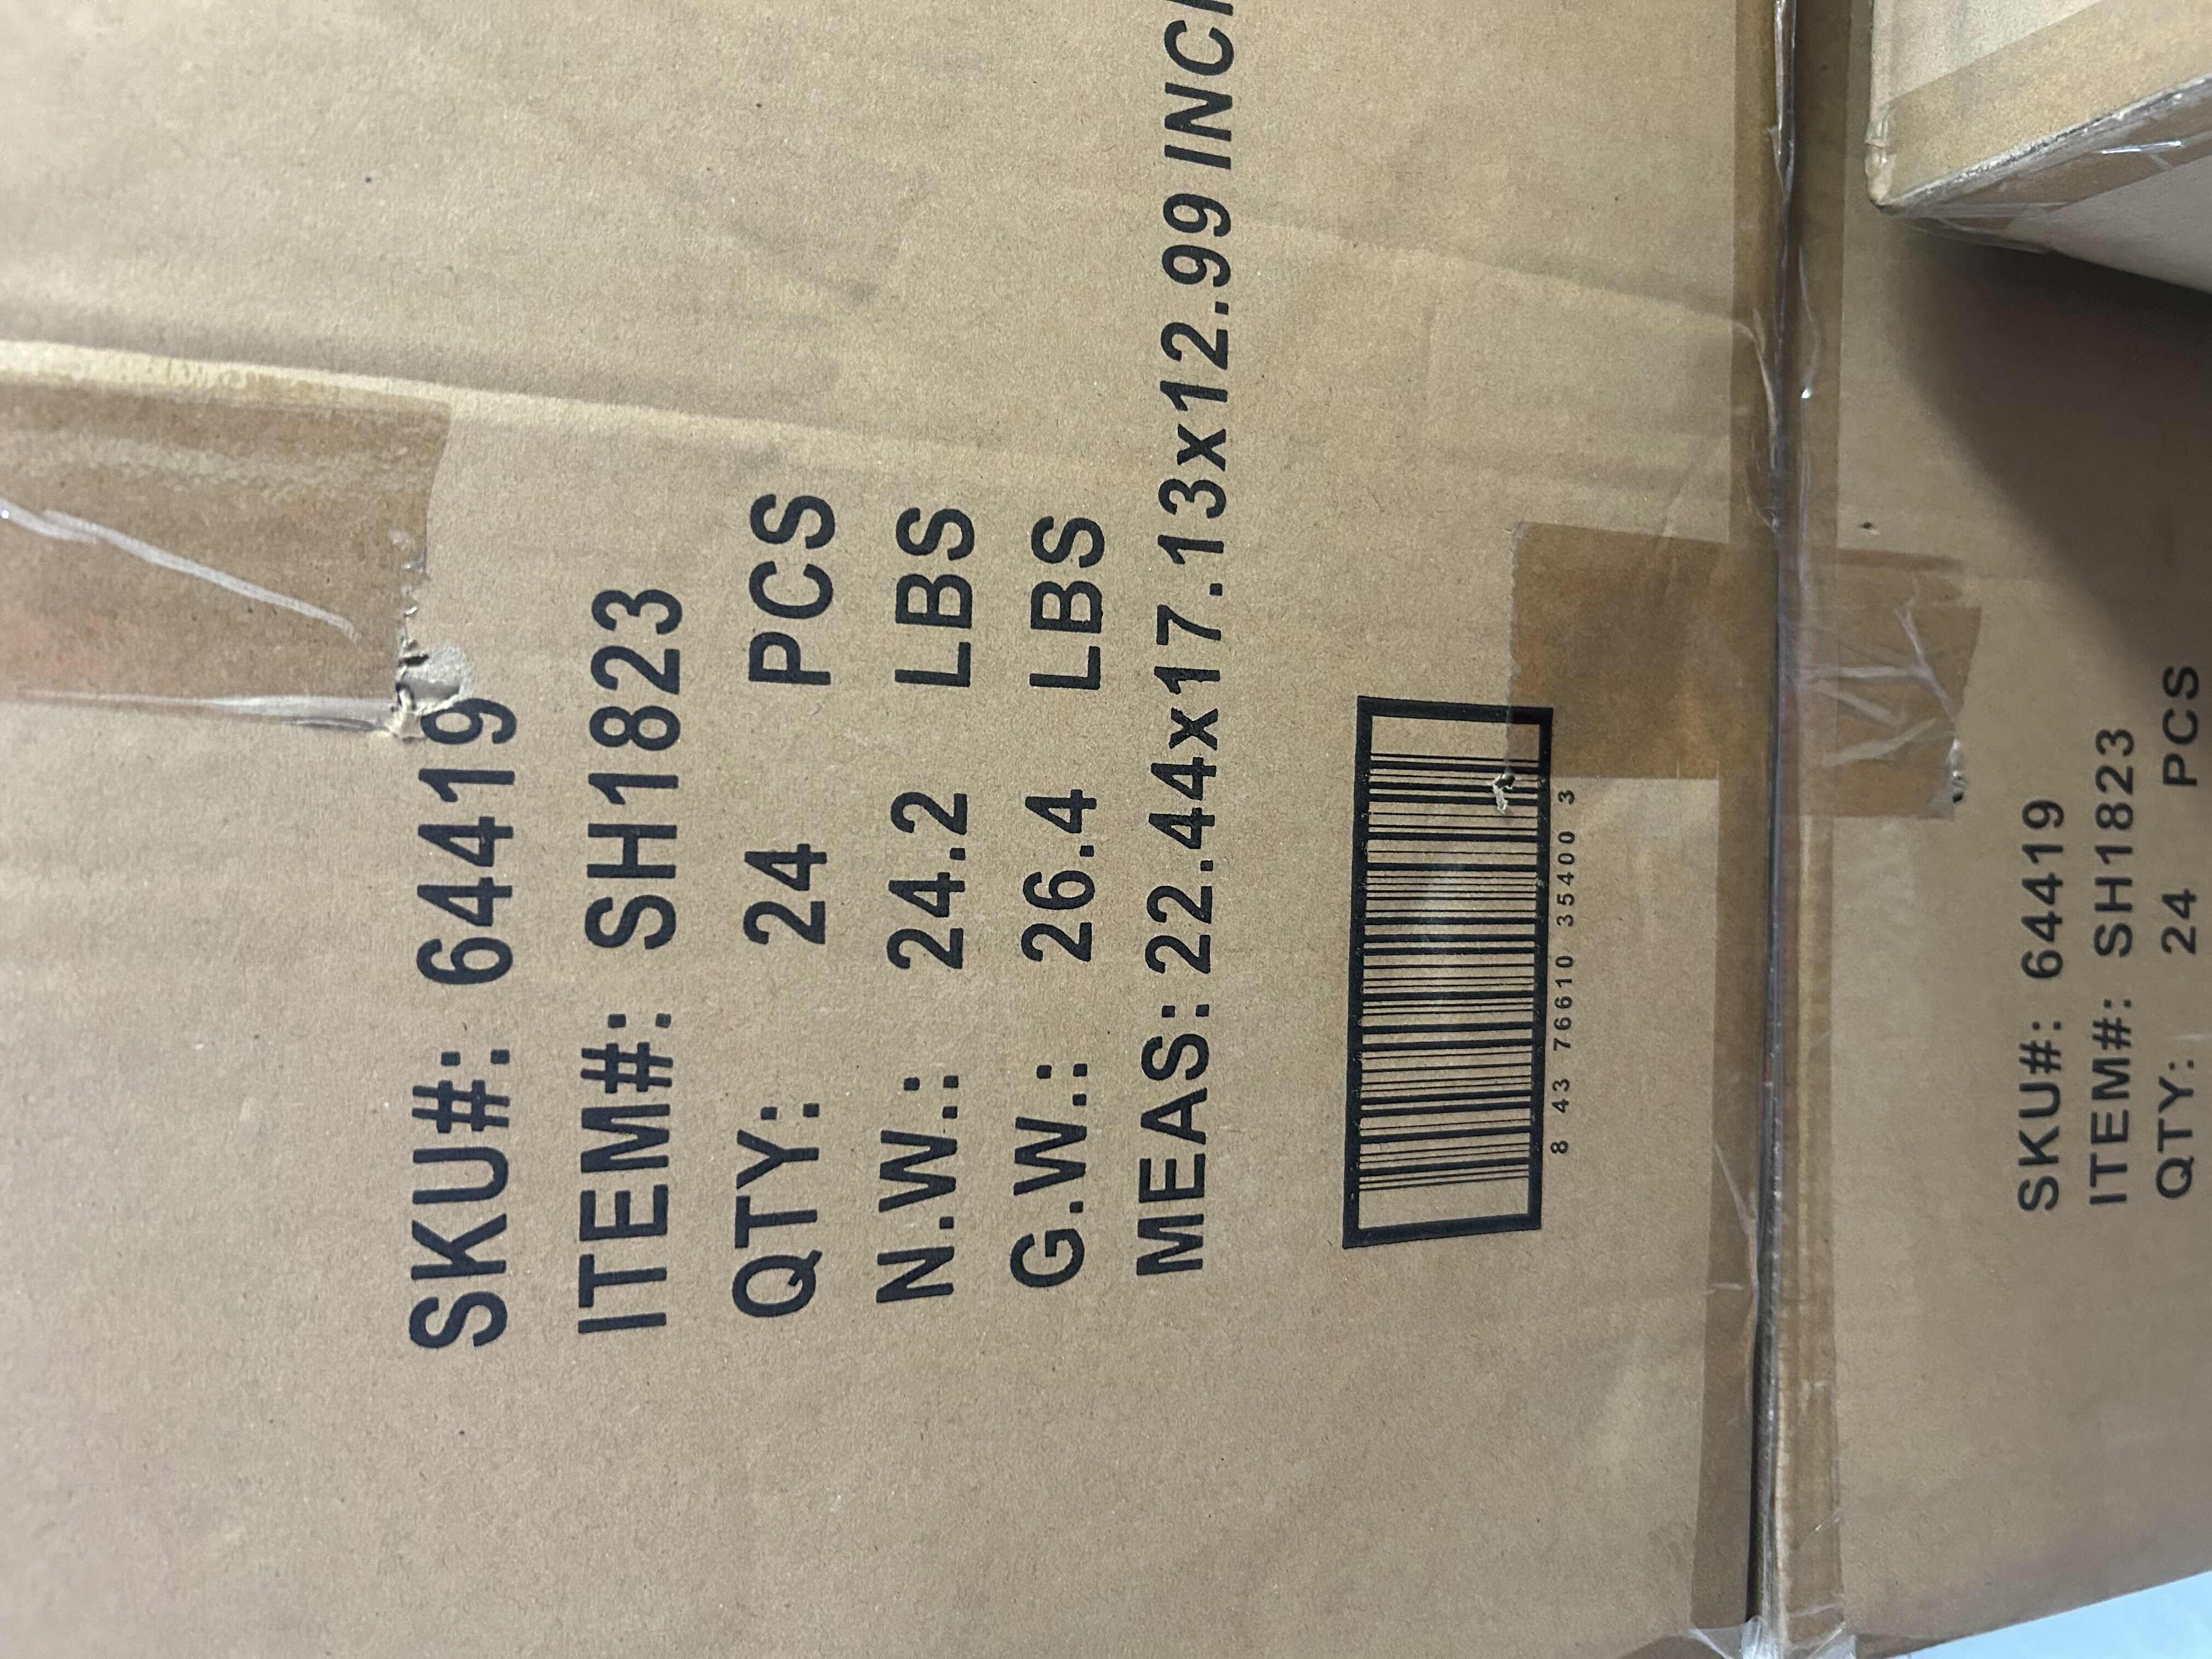 SKU#: 64419
ITEM#: SH1823
QTY: 24 PCS
N.W.: 24.2 LBS
G.W.: 26.4 LBS
MEAS: 22.44x17.13x12.99 INCH
8 43 76610 35400 3
SKU#: 64419
ITEM#: SH1823
QTY: 24 PCS